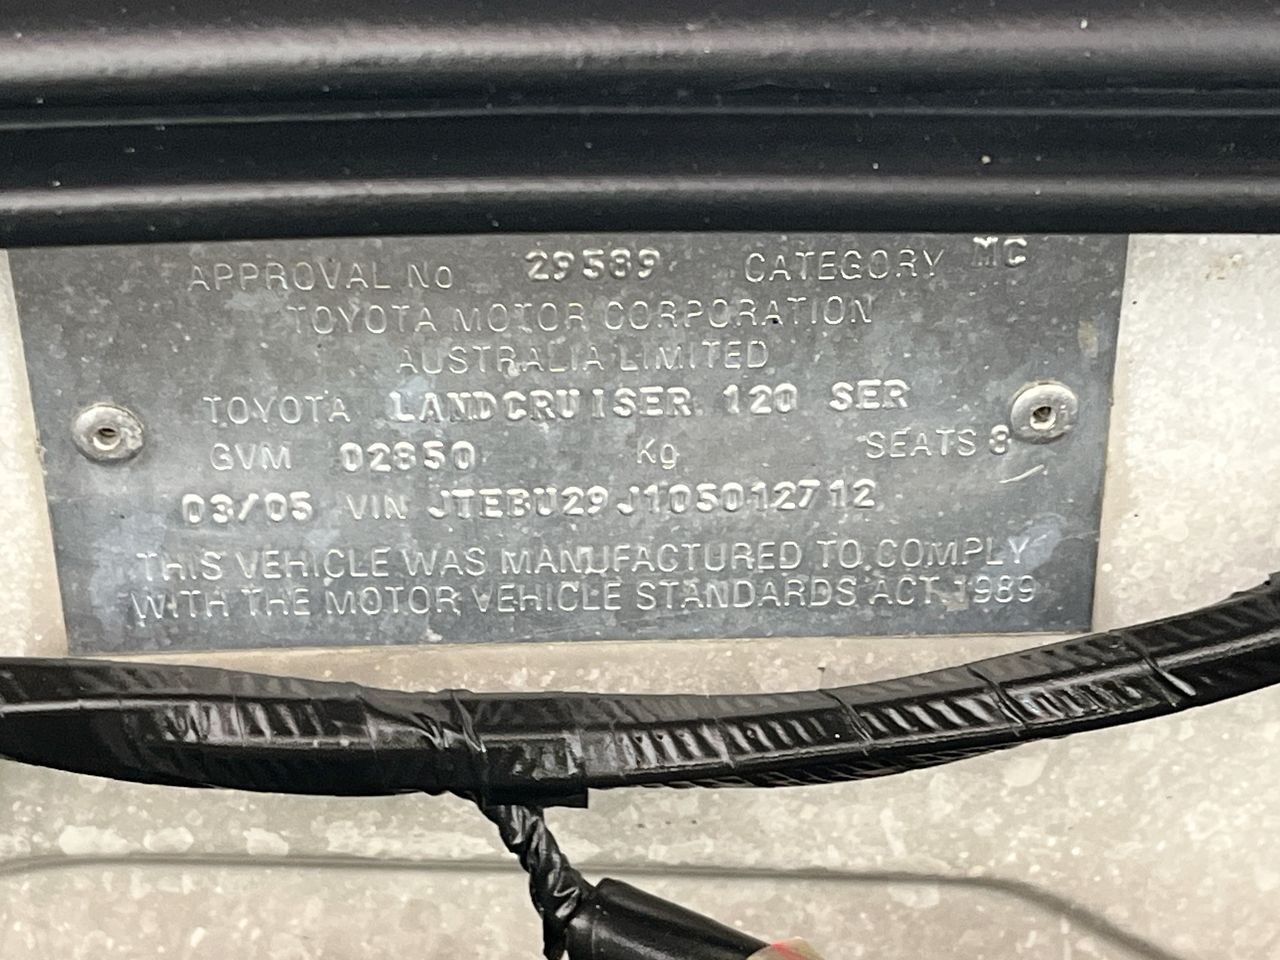 APPROVAL No 29589 CATEGORY MC
TOYOTA MOTOR CORPORATION
AUSTRALIA LIMITED
TOYOTA LANDCRUISER 120 SER
GVM 02850 Kg SEATS 8
03/05 VIN JTEBU29J105012712
THIS VEHICLE WAS MANUFACTURED TO COMPLY
WITH THE MOTOR VEHICLE STANDARDS ACT 1989